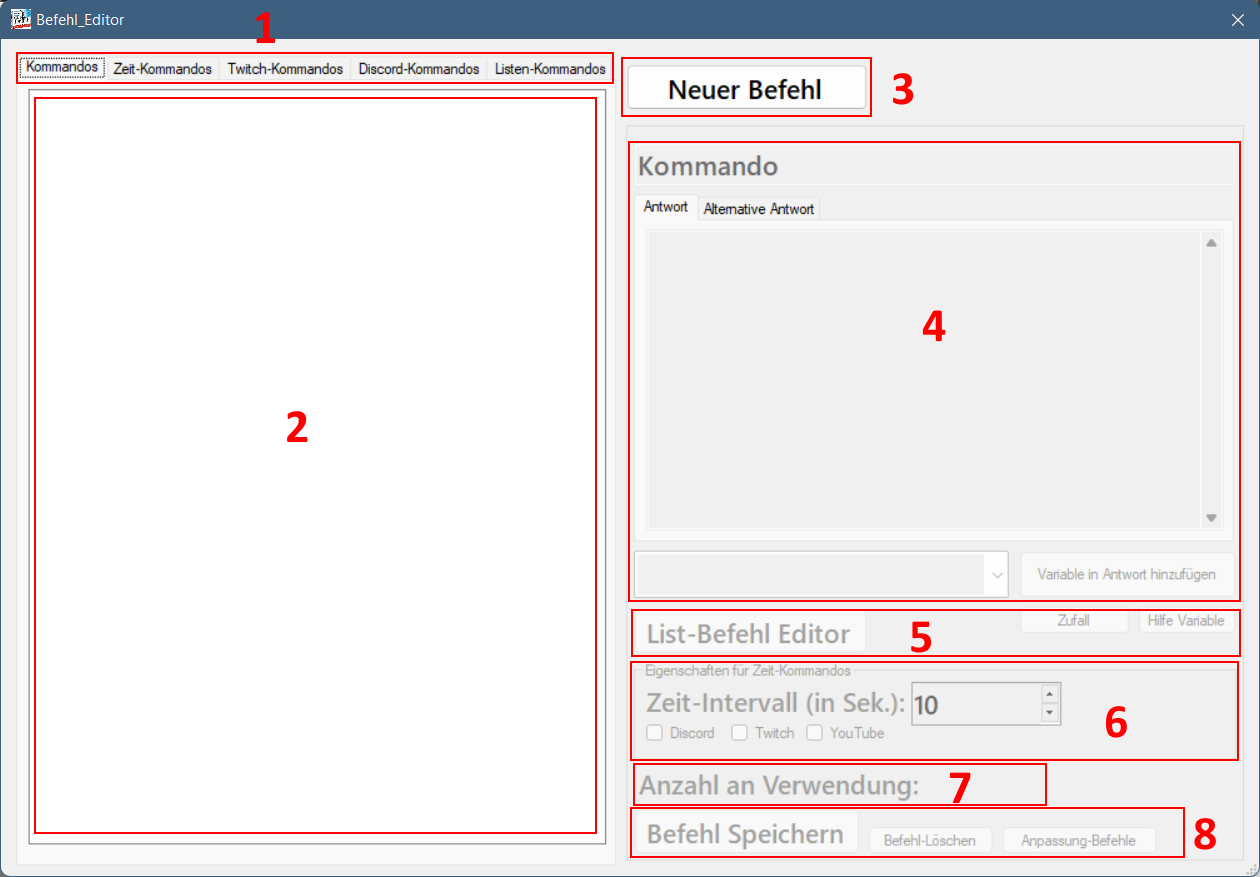 Befehl_Editor
1
Kommandos Zeit-Kommandos Twitch-Kommandos Discord-Kommandos Listen-Kommandos
2
Neuer Befehl
3
Kommando
Antwort Alternative Antwort
4
Variable in Antwort hinzufügen
Zufall Hilfe Variable
List-Befehl Editor
5
Eigenschaften für Zeit-Kommandos
Zeit-Intervall (in Sek.): 10
Discord Twitch YouTube
6
Anzahl an Verwendung:
7
Befehl Speichern Befehl-Löschen Anpassung-Befehle
8